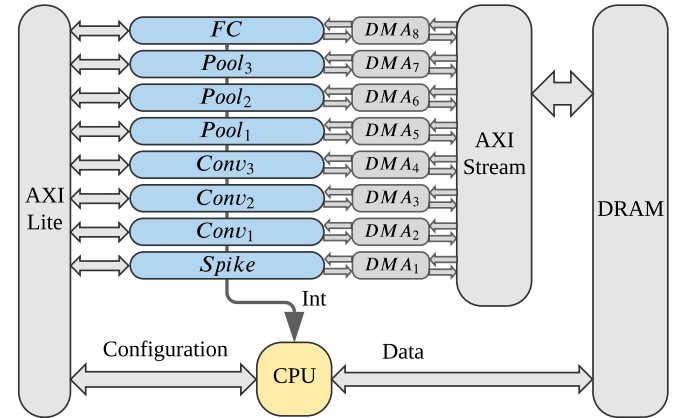 FC
DMA8
Pool3
DMA7
Pool2
DMA6
Pool1
DMA5
Conv3
DMA4
Conv2
DMA3
Conv1
DMA2
Spike
DMA1
AXI
Lite
AXI
Stream
DRAM
Int
Configuration
Data
CPU